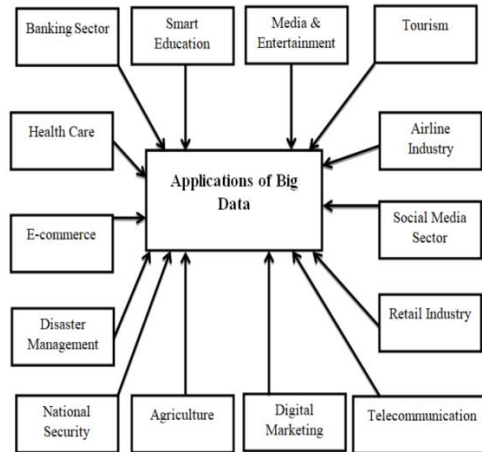 Banking Sector
Smart
Education
Media &
Entertainment
Tourism
Health Care
Airline
Industry
Applications of Big
Data
E-commerce
Social Media
Sector
Disaster
Management
Retail Industry
National
Security
Agriculture
Digital
Marketing
Telecommunication